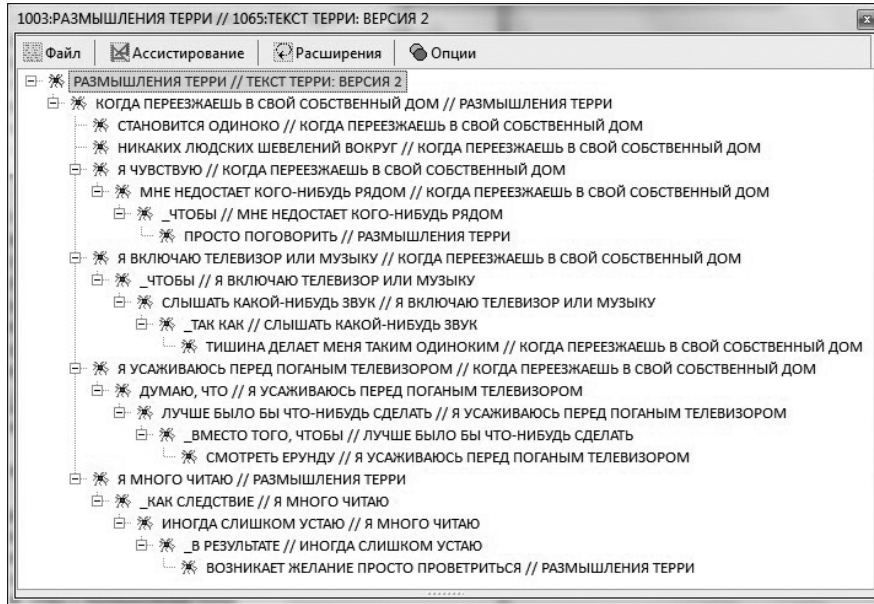 1003:РАЗМЫШЛЕНИЯ ТЕРРИ // 1065:ТЕКСТ ТЕРРИ: ВЕРСИЯ 2
Файл Ассистирование Расширения Опции
РАЗМЫШЛЕНИЯ ТЕРРИ // ТЕКСТ ТЕРРИ: ВЕРСИЯ 2
КОГДА ПЕРЕЕЗЖАЕШЬ В СВОЙ СОБСТВЕННЫЙ ДОМ // РАЗМЫШЛЕНИЯ ТЕРРИ
СТАНОВИТСЯ ОДИНОКО // КОГДА ПЕРЕЕЗЖАЕШЬ В СВОЙ СОБСТВЕННЫЙ ДОМ
НИКАКИХ ЛЮДСКИХ ШЕВЕЛЕНИЙ ВОКРУГ // КОГДА ПЕРЕЕЗЖАЕШЬ В СВОЙ СОБСТВЕННЫЙ ДОМ
Я ЧУВСТВУЮ // КОГДА ПЕРЕЕЗЖАЕШЬ В СВОЙ СОБСТВЕННЫЙ ДОМ
МНЕ НЕДОСТАЕТ КОГО-НИБУДЬ РЯДОМ // КОГДА ПЕРЕЕЗЖАЕШЬ В СВОЙ СОБСТВЕННЫЙ ДОМ
_ЧТОБЫ // МНЕ НЕДОСТАЕТ КОГО-НИБУДЬ РЯДОМ
ПРОСТО ПОГОВОРИТЬ // РАЗМЫШЛЕНИЯ ТЕРРИ
Я ВКЛЮЧАЮ ТЕЛЕВИЗОР ИЛИ МУЗЫКУ // КОГДА ПЕРЕЕЗЖАЕШЬ В СВОЙ СОБСТВЕННЫЙ ДОМ
_ЧТОБЫ // Я ВКЛЮЧАЮ ТЕЛЕВИЗОР ИЛИ МУЗЫКУ
СЛЫШАТЬ КАКОЙ-НИБУДЬ ЗВУК // Я ВКЛЮЧАЮ ТЕЛЕВИЗОР ИЛИ МУЗЫКУ
_ТАК КАК // СЛЫШАТЬ КАКОЙ-НИБУДЬ ЗВУК
ТИШИНА ДЕЛАЕТ МЕНЯ ТАКИМ ОДИНОКИМ // КОГДА ПЕРЕЕЗЖАЕШЬ В СВОЙ СОБСТВЕННЫЙ ДОМ
Я УСАЖИВАЮСЬ ПЕРЕД ПОГАНЫМ ТЕЛЕВИЗОРОМ // КОГДА ПЕРЕЕЗЖАЕШЬ В СВОЙ СОБСТВЕННЫЙ ДОМ
ДУМАЮ, ЧТО // Я УСАЖИВАЮСЬ ПЕРЕД ПОГАНЫМ ТЕЛЕВИЗОРОМ
ЛУЧШЕ БЫЛО БЫ ЧТО-НИБУДЬ СДЕЛАТЬ // Я УСАЖИВАЮСЬ ПЕРЕД ПОГАНЫМ ТЕЛЕВИЗОРОМ
_ВМЕСТО ТОГО, ЧТОБЫ // ЛУЧШЕ БЫЛО БЫ ЧТО-НИБУДЬ СДЕЛАТЬ
СМОТРЕТЬ ЕРУНДУ // Я УСАЖИВАЮСЬ ПЕРЕД ПОГАНЫМ ТЕЛЕВИЗОРОМ
Я МНОГО ЧИТАЮ // РАЗМЫШЛЕНИЯ ТЕРРИ
_КАК СЛЕДСТВИЕ // Я МНОГО ЧИТАЮ
ИНОГДА СЛИШКОМ УСТАЮ // Я МНОГО ЧИТАЮ
_В РЕЗУЛЬТАТЕ // ИНОГДА СЛИШКОМ УСТАЮ
ВОЗНИКАЕТ ЖЕЛАНИЕ ПРОСТО ПРОВЕТРИТЬСЯ // РАЗМЫШЛЕНИЯ ТЕРРИ